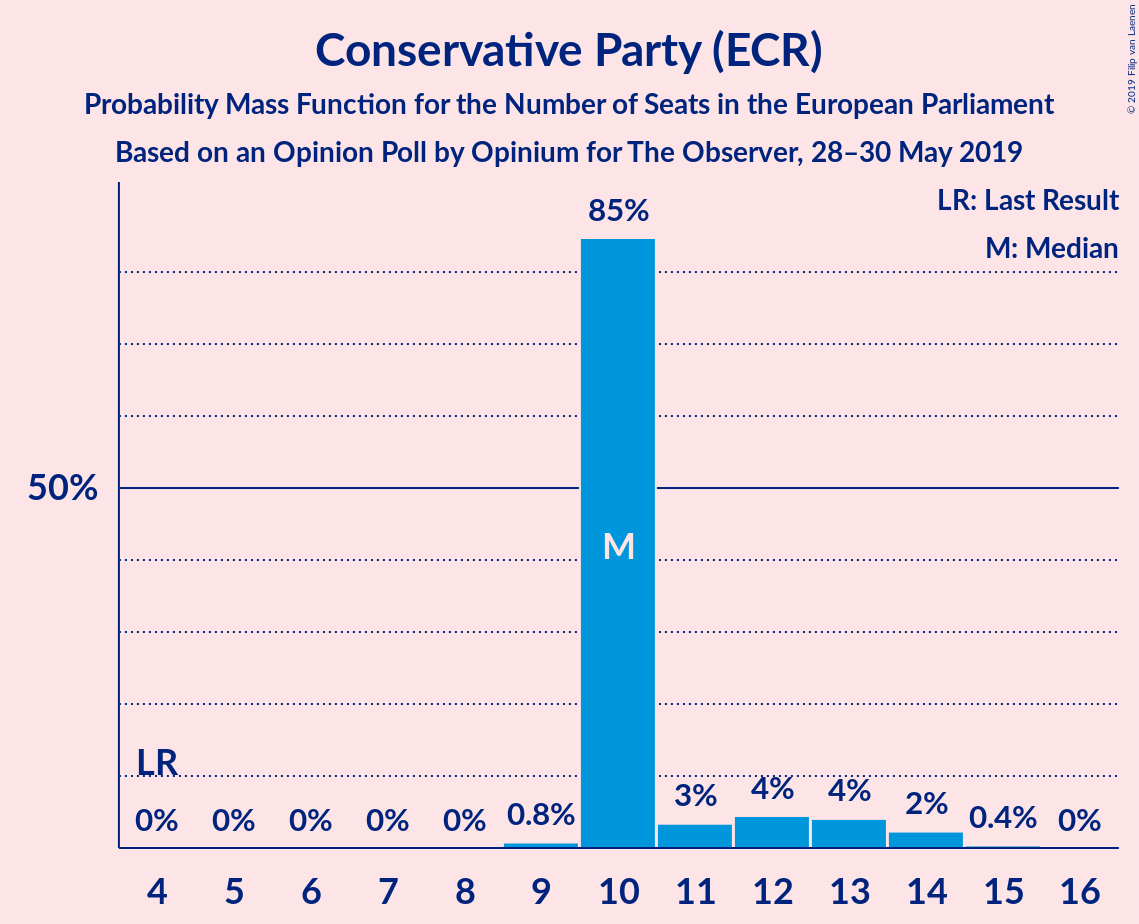 Conservative Party (ECR)
Probability Mass Function for the Number of Seats in the European Parliament
Based on an Opinion Poll by Opinium for The Observer, 28–30 May 2019
© 2019 Filip van Laenen
LR: Last Result
M: Median
85%
50%
M
LR
0% 0% 0% 0% 0% 0.8% 3% 4% 4% 2% 0.4% 0%
4 5 6 7 8 9 10 11 12 13 14 15 16